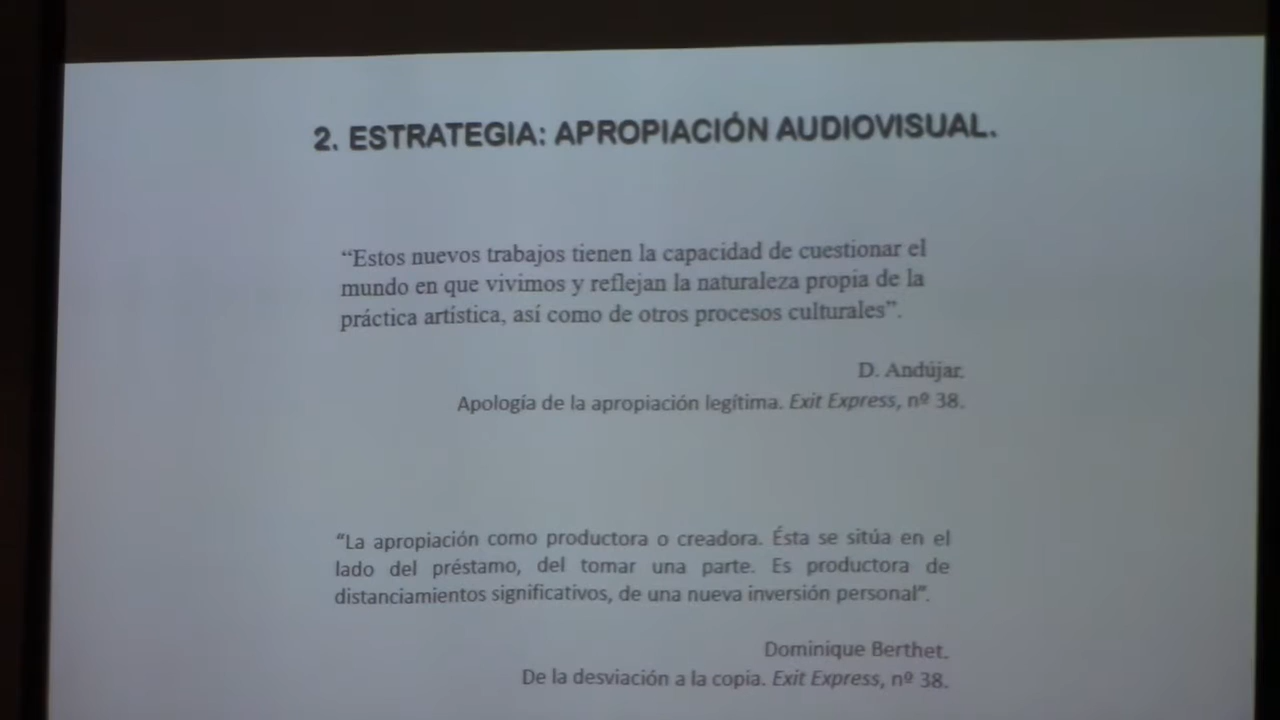 2. ESTRATEGIA: APROPIACIÓN AUDIOVISUAL.
“Estos nuevos trabajos tienen la capacidad de cuestionar el
mundo en que vivimos y reflejan la naturaleza propia de la
práctica artística, así como de otros procesos culturales”.
D. Andújar.
Apología de la apropiación legítima. Exit Express, nº 38.
“La apropiación como productora o creadora. Ésta se sitúa en el
lado del préstamo, del tomar una parte. Es productora de
distanciamientos significativos, de una nueva inversión personal”.
Dominique Berthet.
De la desviación a la copia. Exit Express, nº 38.